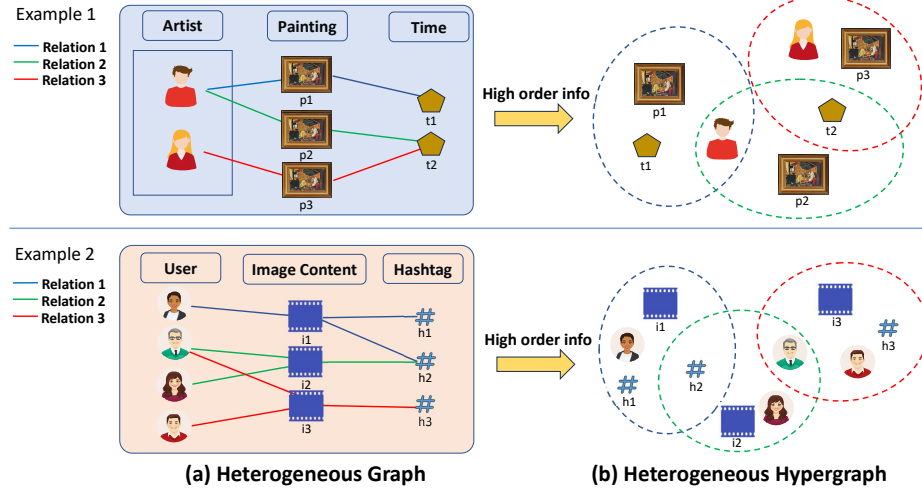 Example 1
Relation 1
Relation 2
Relation 3
Artist
Painting
Time
p1
p2
p3
t1
t2
High order info
p1
t1
p3
t2
p2
Example 2
Relation 1
Relation 2
Relation 3
User
Image Content
Hashtag
i1
i2
i3
#
h1
#
h2
#
h3
High order info
i1
#
h1
#
h2
i2
i3
#
h3
(a) Heterogeneous Graph
(b) Heterogeneous Hypergraph